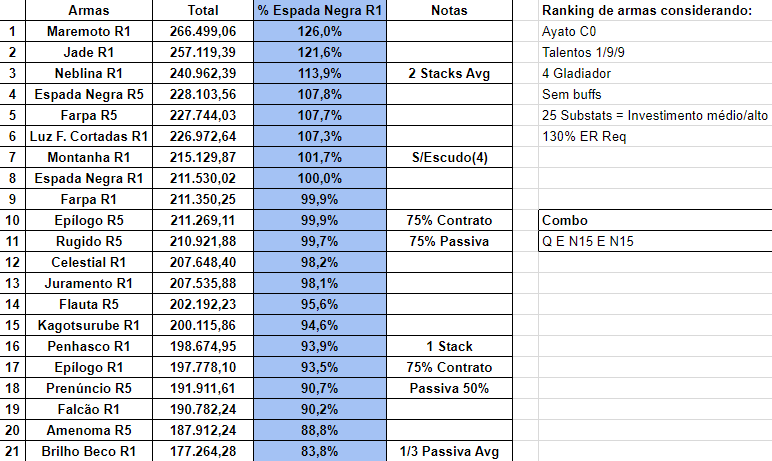 Armas Total % Espada Negra R1 Notas Ranking de armas considerando:
1 Maremoto R1 266.499,06 126,0% Ayato C0
2 Jade R1 257.119,39 121,6% Talentos 1/9/9
3 Neblina R1 240.962,39 113,9% 2 Stacks Avg 4 Gladiador
4 Espada Negra R5 228.103,56 107,8% Sem buffs
5 Farpa R5 227.744,03 107,7% 25 Substats = Investimento médio/alto
6 Luz F. Cortadas R1 226.972,64 107,3% 130% ER Req
7 Montanha R1 215.129,87 101,7% S/Escudo(4)
8 Espada Negra R1 211.530,02 100,0%
9 Farpa R1 211.350,25 99,9%
10 Epílogo R5 211.269,11 99,9% 75% Contrato Combo
11 Rugido R5 210.921,88 99,7% 75% Passiva Q E N15 E N15
12 Celestial R1 207.648,40 98,2%
13 Juramento R1 207.535,88 98,1%
14 Flauta R5 202.192,23 95,6%
15 Kagotsurube R1 200.115,86 94,6%
16 Penhasco R1 198.674,95 93,9% 1 Stack
17 Epílogo R1 197.778,10 93,5% 75% Contrato
18 Prenúncio R5 191.911,61 90,7% Passiva 50%
19 Falcão R1 190.782,24 90,2%
20 Amenoma R5 187.912,24 88,8%
21 Brilho Beco R1 177.264,28 83,8% 1/3 Passiva Avg